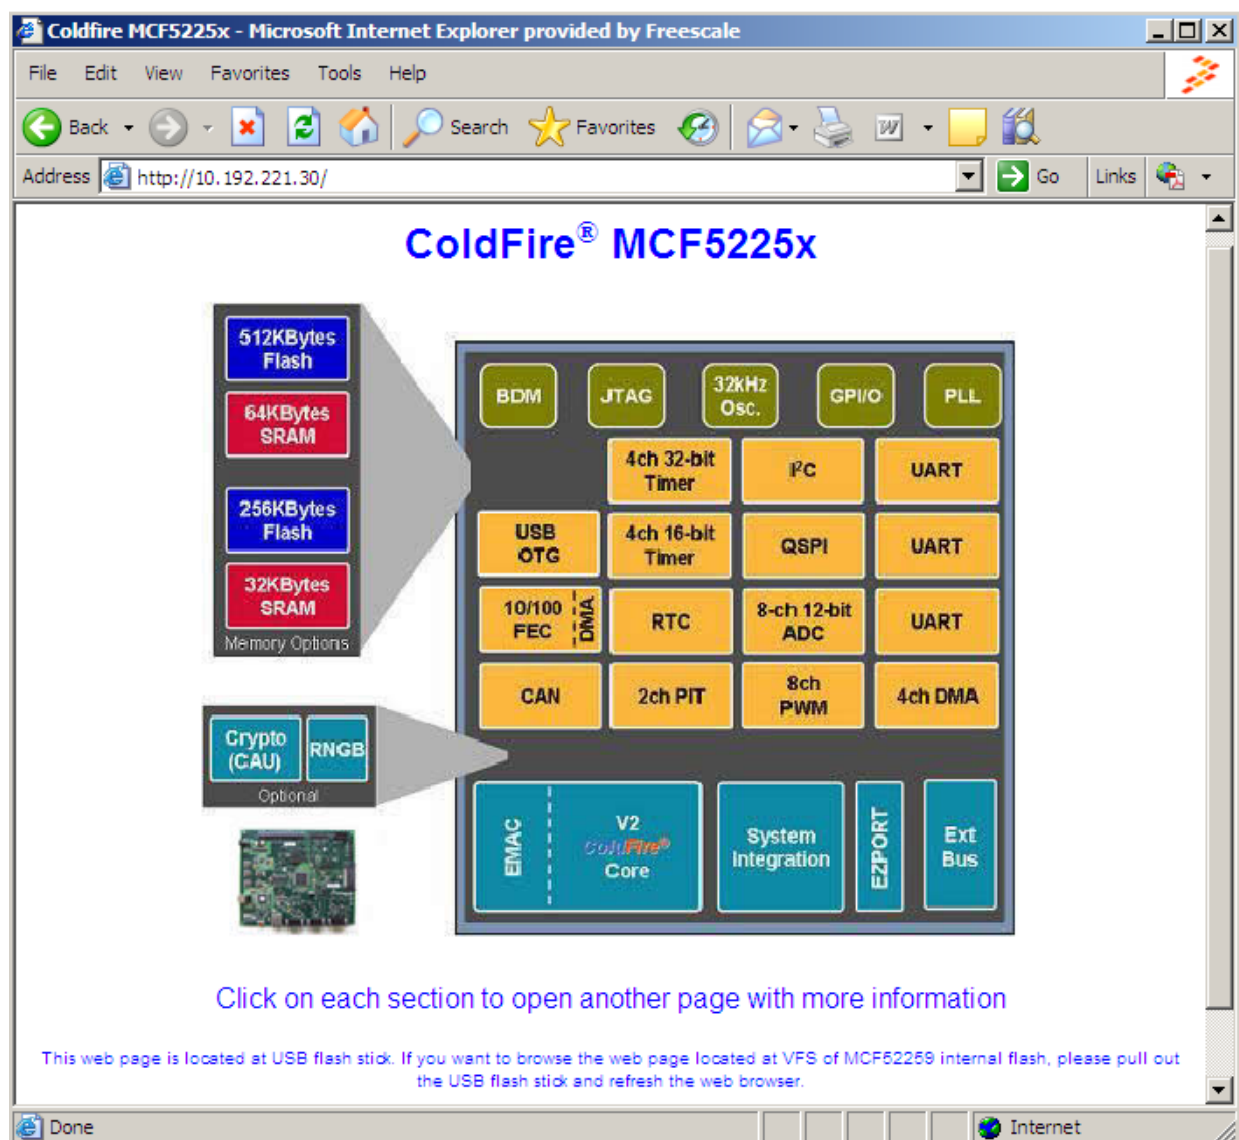 Coldfire MCF5225x - Microsoft Internet Explorer provided by Freescale
File Edit View Favorites Tools Help
Back Search Favorites
Address http://10.192.221.30/ Go Links
ColdFire® MCF5225x
512KBytes
Flash
64KBytes
SRAM
256KBytes
Flash
32KBytes
SRAM
Memory Options
BDM
JTAG
32kHz
Osc.
GPI/O
PLL
4ch 32-bit
Timer
I²C
UART
USB
OTG
4ch 16-bit
Timer
QSPI
UART
10/100
FEC
DMA
RTC
8-ch 12-bit
ADC
UART
CAN
2ch PIT
8ch
PWM
4ch DMA
Crypto
(CAU)
RNGB
Optional
EMAC
V2
ColdFire®
Core
System
Integration
EZPORT
Ext
Bus
Click on each section to open another page with more information
This web page is located at USB flash stick. If you want to browse the web page located at VFS of MCF52259 internal flash, please pull out
the USB flash stick and refresh the web browser.
Done Internet